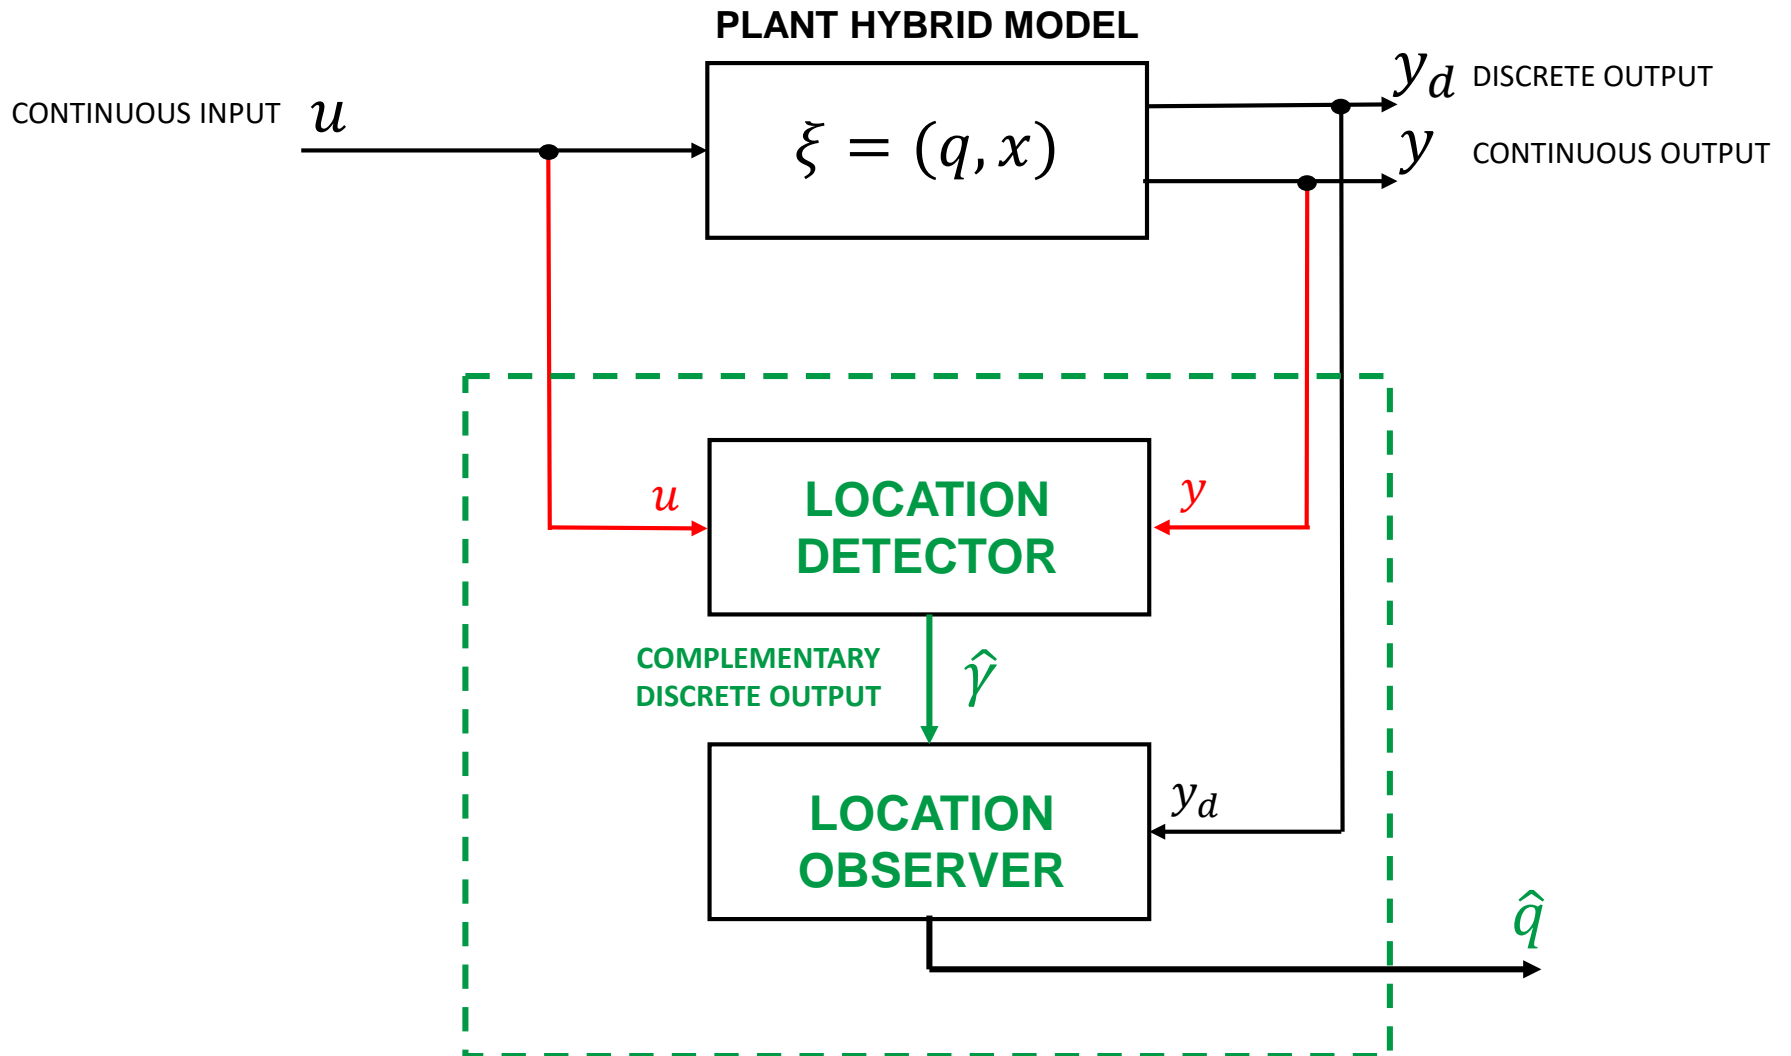 PLANT HYBRID MODEL
CONTINUOUS INPUT u
ξ = (q, x)
y_d DISCRETE OUTPUT
y CONTINUOUS OUTPUT
u
LOCATION
DETECTOR
y
COMPLEMENTARY
DISCRETE OUTPUT
γ̂
LOCATION
OBSERVER
y_d
q̂